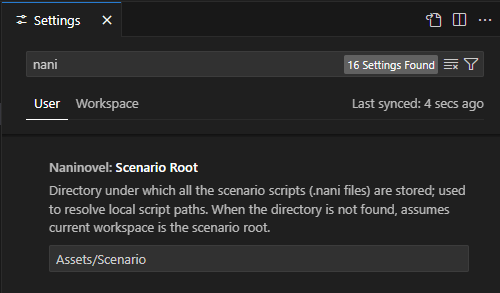 Settings
nani
16 Settings Found
User Workspace Last synced: 4 secs ago
Naninovel: Scenario Root
Directory under which all the scenario scripts (.nani files) are stored; used
to resolve local script paths. When the directory is not found, assumes
current workspace is the scenario root.
Assets/Scenario